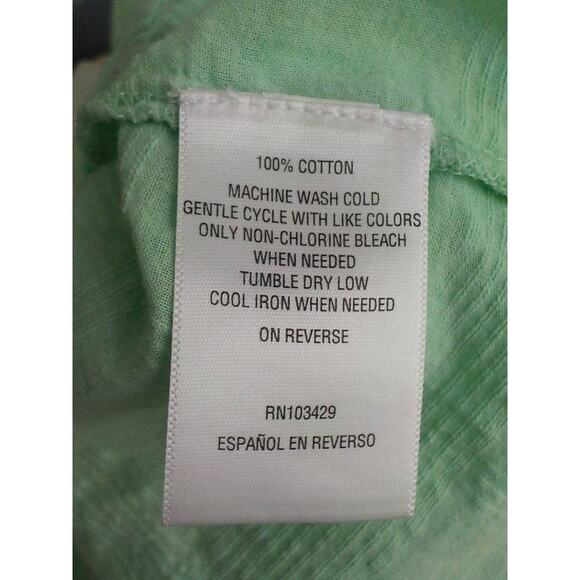 100% COTTON
MACHINE WASH COLD
GENTLE CYCLE WITH LIKE COLORS
ONLY NON-CHLORINE BLEACH
WHEN NEEDED
TUMBLE DRY LOW
COOL IRON WHEN NEEDED
ON REVERSE
RN103429
ESPAÑOL EN REVERSO